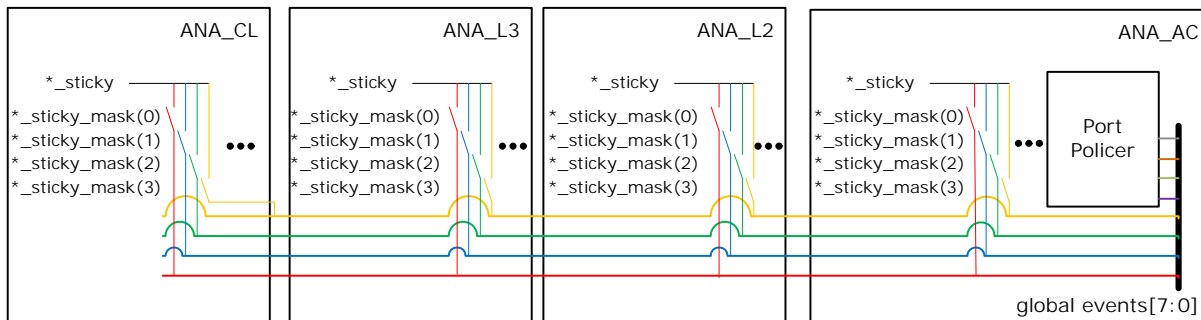 ANA_CL
*_sticky
*_sticky_mask(0)
*_sticky_mask(1)
*_sticky_mask(2)
*_sticky_mask(3)
ANA_L3
*_sticky
*_sticky_mask(0)
*_sticky_mask(1)
*_sticky_mask(2)
*_sticky_mask(3)
ANA_L2
*_sticky
*_sticky_mask(0)
*_sticky_mask(1)
*_sticky_mask(2)
*_sticky_mask(3)
ANA_AC
*_sticky
*_sticky_mask(0)
*_sticky_mask(1)
*_sticky_mask(2)
*_sticky_mask(3)
Port
Policer
global events[7:0]